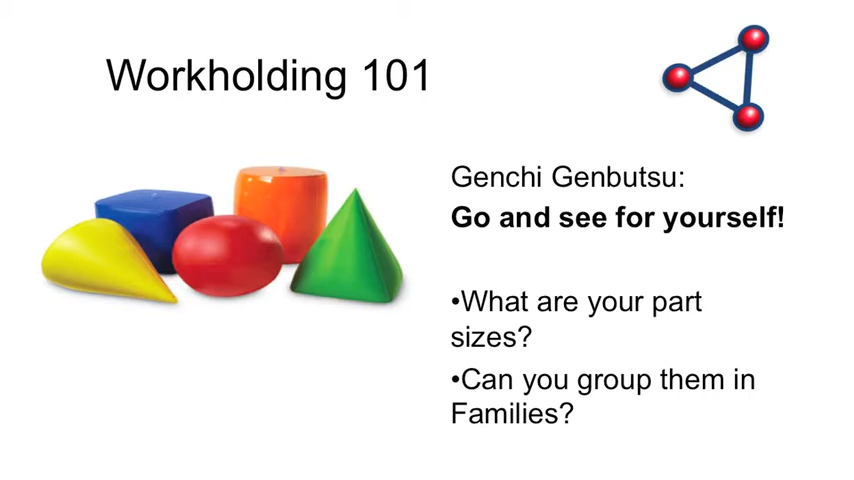 Workholding 101
Genchi Genbutsu:
Go and see for yourself!
•What are your part
sizes?
•Can you group them in
Families?